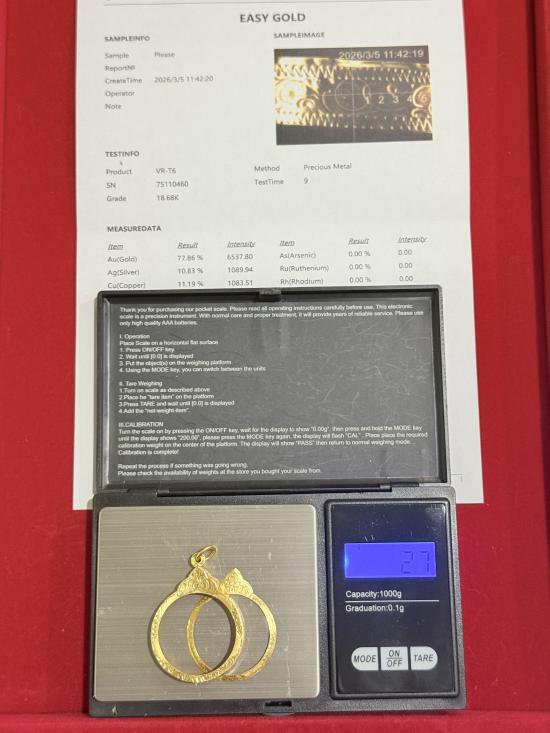 EASY GOLD
SAMPLEINFO
SAMPLEIMAGE
Sample Please
ReportNº
CreateTime 2026/3/5 11:42:20
Operator
Note
2026/3/5 11:42:19
1 2 3 4
TESTINFO
Product VR-T6 Method Precious Metal
SN 75110460 TestTime 9
Grade 18.68K
MEASUREDATA
Item Result Intensity Item Result Intensity
Au(Gold) 77.86 % 6537.80 As(Arsenic) 0.00 % 0.00
Ag(Silver) 10.83 % 1089.94 Ru(Ruthenium) 0.00 % 0.00
Cu(Copper) 11.19 % 1083.51 Rh(Rhodium) 0.00 % 0.00
Thank you for purchasing our pocket scale. Please read all operating instructions carefully before use. This electronic
scale is a precision instrument. With normal care and proper treatment, it will provide years of reliable service. Please use
only high quality AAA batteries.
I. Operation
Place Scale on a horizontal flat surface
1. Press ON/OFF key
2. Wait until [0.0] is displayed
3. Put the object(s) on the weighing platform
4. Using the MODE key, you can switch between the units
II. Tare Weighing
1.Turn on scale as described above
2.Place he "tare item" on the platform
3.Press TARE and wait until [0.0] is displayed
4.Add the "net-weight-item".
III.CALIBRATION
Turn the scale on by pressing the ON/OFF key, wait for the display to show "0.00g", then press and hold the MODE key
until the display shows "200.00", please press the MODE key again, the display will flash "CAL", Place place the required
calibration weight on the center of the platform. The display will show "PASS" then return to normal weighing mode.
Calibration is complete!
Repeat the process if something was going wrong.
Please check the availability of weights at the store you bought your scale from.
2.7
Capacity:1000g
Graduation:0.1g
MODE ON/OFF TARE